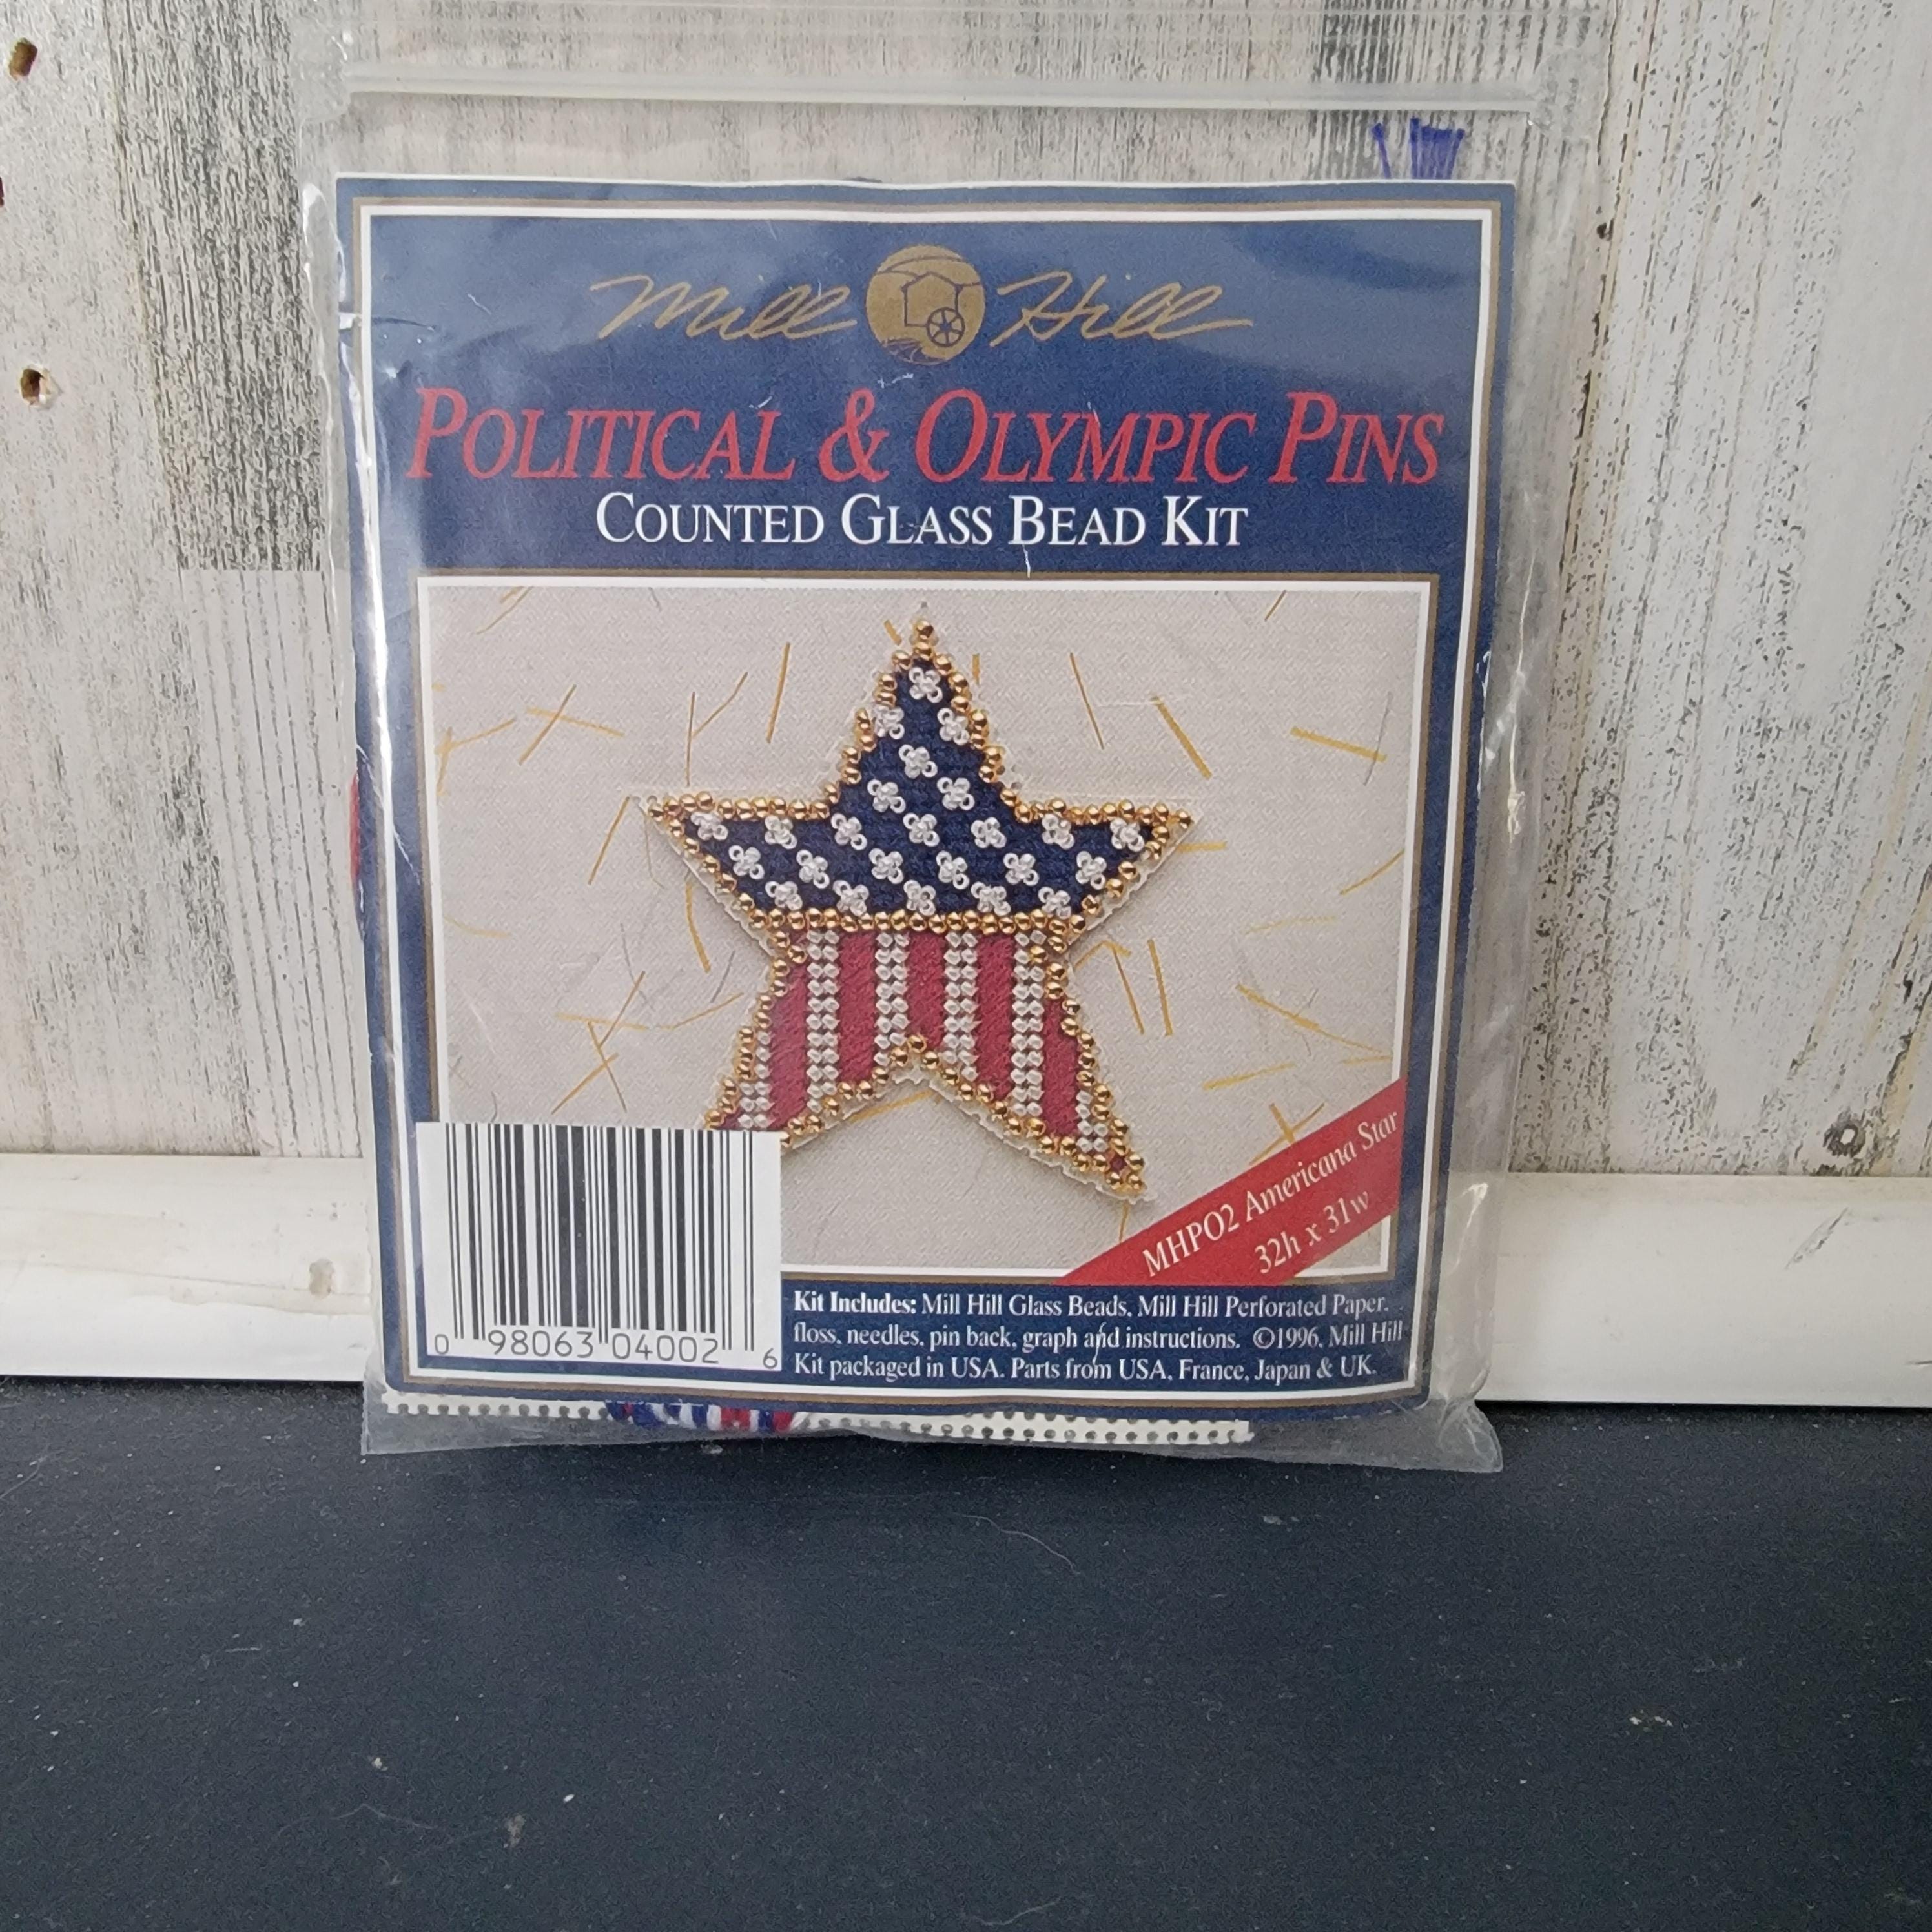 Mill Hill
POLITICAL & OLYMPIC PINS
COUNTED GLASS BEAD KIT
MHPO2 Americana Star
32h x 31w
0 98063 04002 6
Kit Includes: Mill Hill Glass Beads, Mill Hill Perforated Paper.
floss, needles, pin back, graph and instructions. ©1996, Mill Hill
Kit packaged in USA. Parts from USA, France, Japan & UK.